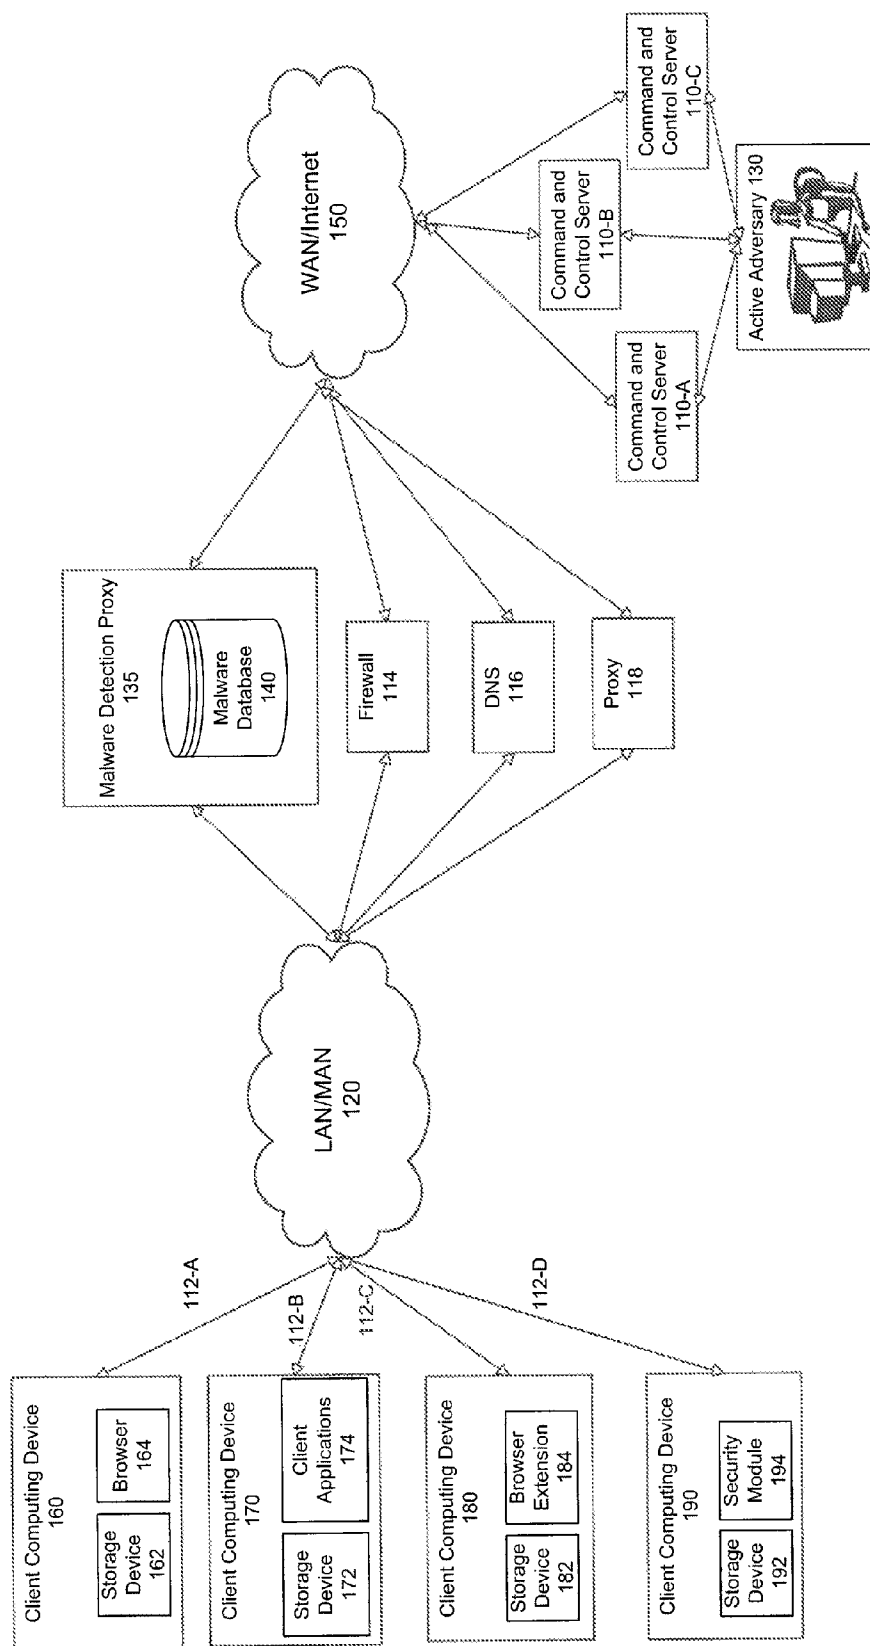 Client Computing Device
160
Storage
Device
162
Browser
164
Client Computing Device
170
Storage
Device
172
Client
Applications
174
Client Computing Device
180
Storage
Device
182
Browser
Extension
184
Client Computing Device
190
Storage
Device
192
Security
Module
194
112-A
112-B
112-C
112-D
LAN/MAN
120
Malware Detection Proxy
135
Malware
Database
140
Firewall
114
DNS
116
Proxy
118
WAN/Internet
150
Command and
Control Server
110-A
Command and
Control Server
110-B
Command and
Control Server
110-C
Active Adversary 130